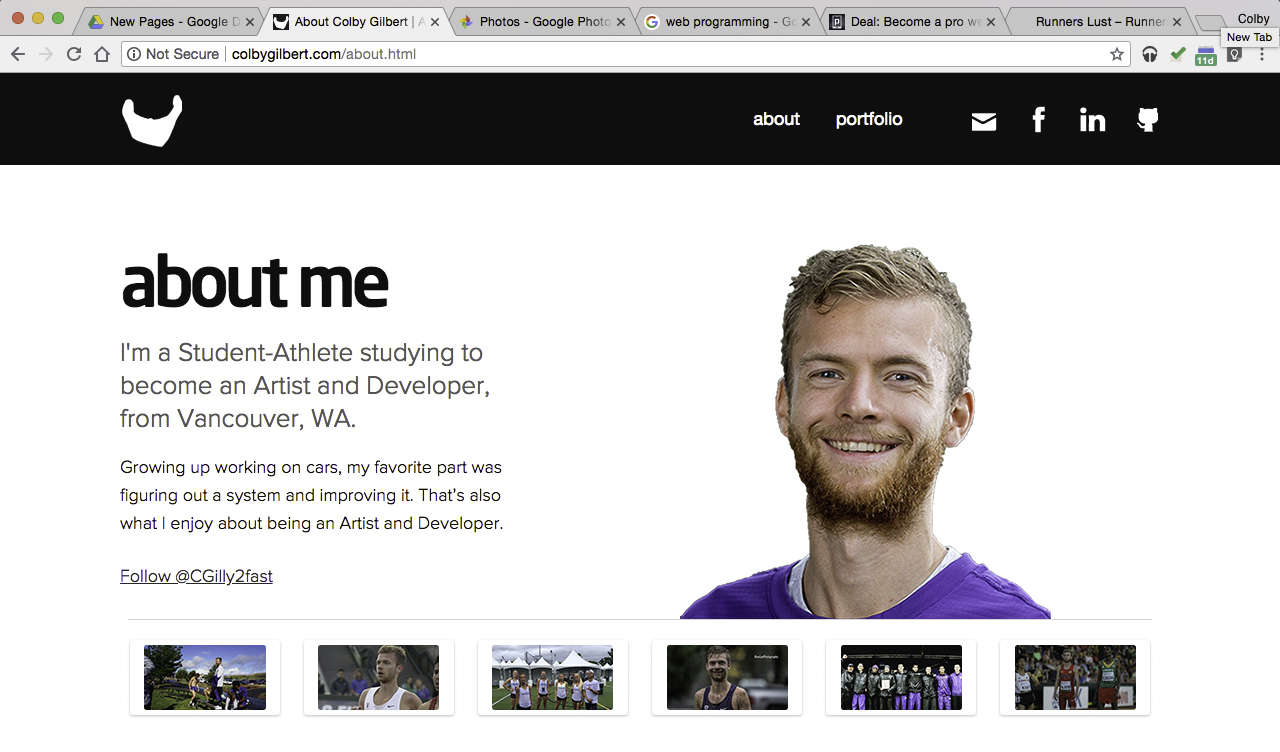 New Pages - Google D
About Colby Gilbert | A
Photos - Google Photo
web programming - Go
Deal: Become a pro we
Runners Lust – Runner
Colby
New Tab
Not Secure
colbygilbert.com/about.html
11d
about
portfolio
about me
I'm a Student-Athlete studying to
become an Artist and Developer,
from Vancouver, WA.
Growing up working on cars, my favorite part was
figuring out a system and improving it. That's also
what I enjoy about being an Artist and Developer.
Follow @CGilly2fast